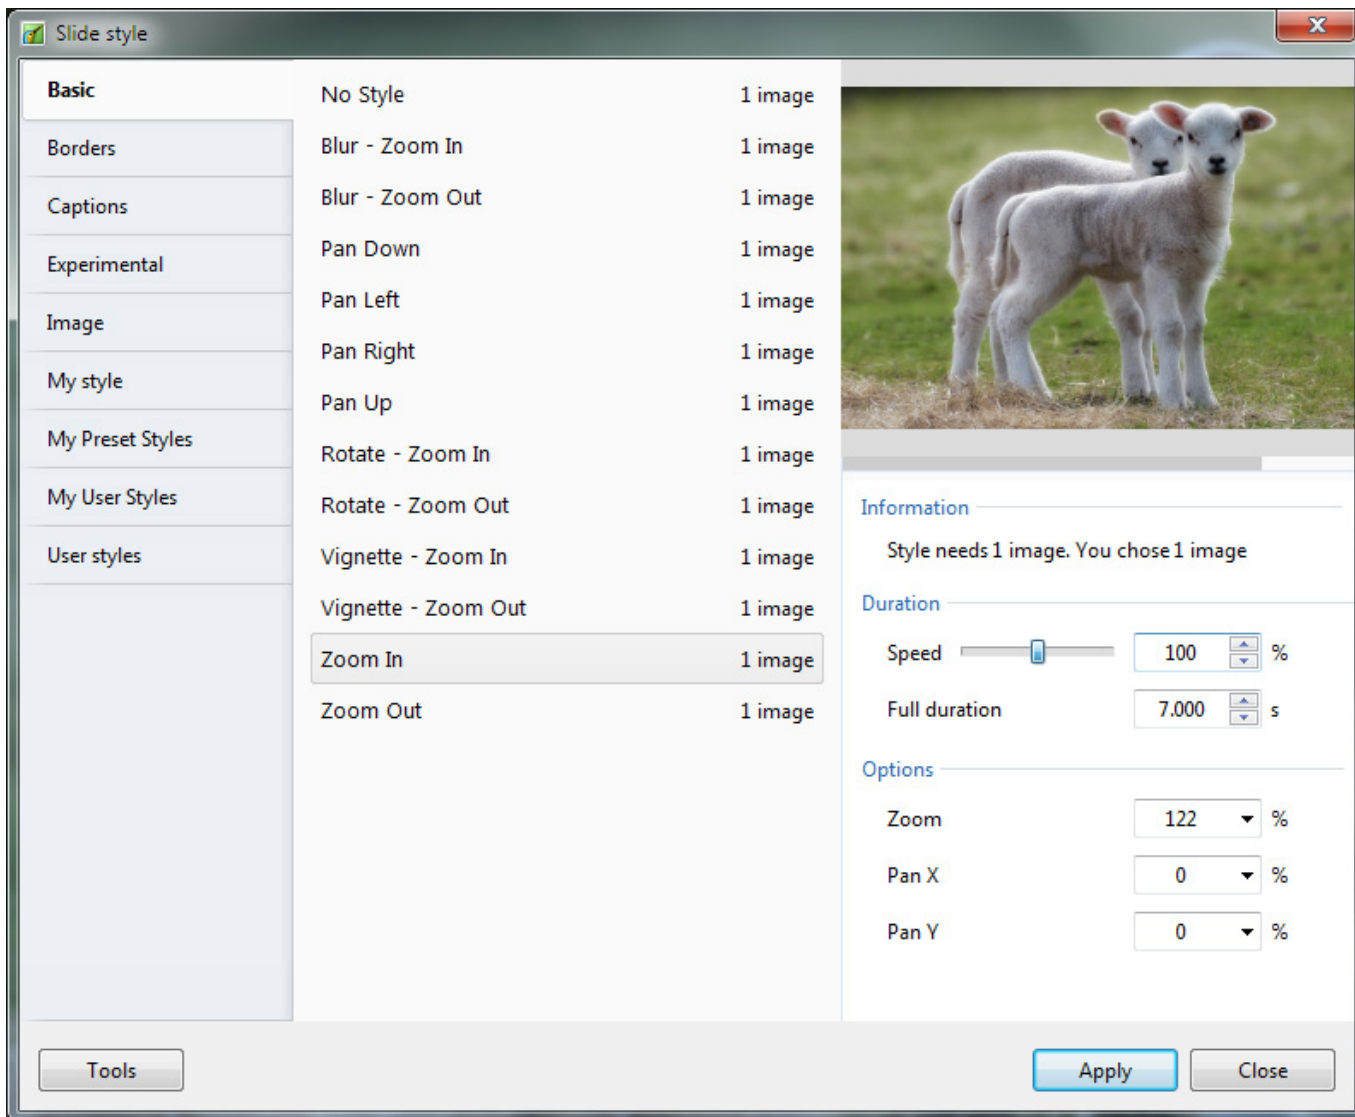 Slide style
Basic
Borders
Captions
Experimental
Image
My style
My Preset Styles
My User Styles
User styles
No Style 1 image
Blur - Zoom In 1 image
Blur - Zoom Out 1 image
Pan Down 1 image
Pan Left 1 image
Pan Right 1 image
Pan Up 1 image
Rotate - Zoom In 1 image
Rotate - Zoom Out 1 image
Vignette - Zoom In 1 image
Vignette - Zoom Out 1 image
Zoom In 1 image
Zoom Out 1 image
Information
Style needs 1 image. You chose 1 image
Duration
Speed 100 %
Full duration 7.000 s
Options
Zoom 122 %
Pan X 0 %
Pan Y 0 %
Tools
Apply
Close